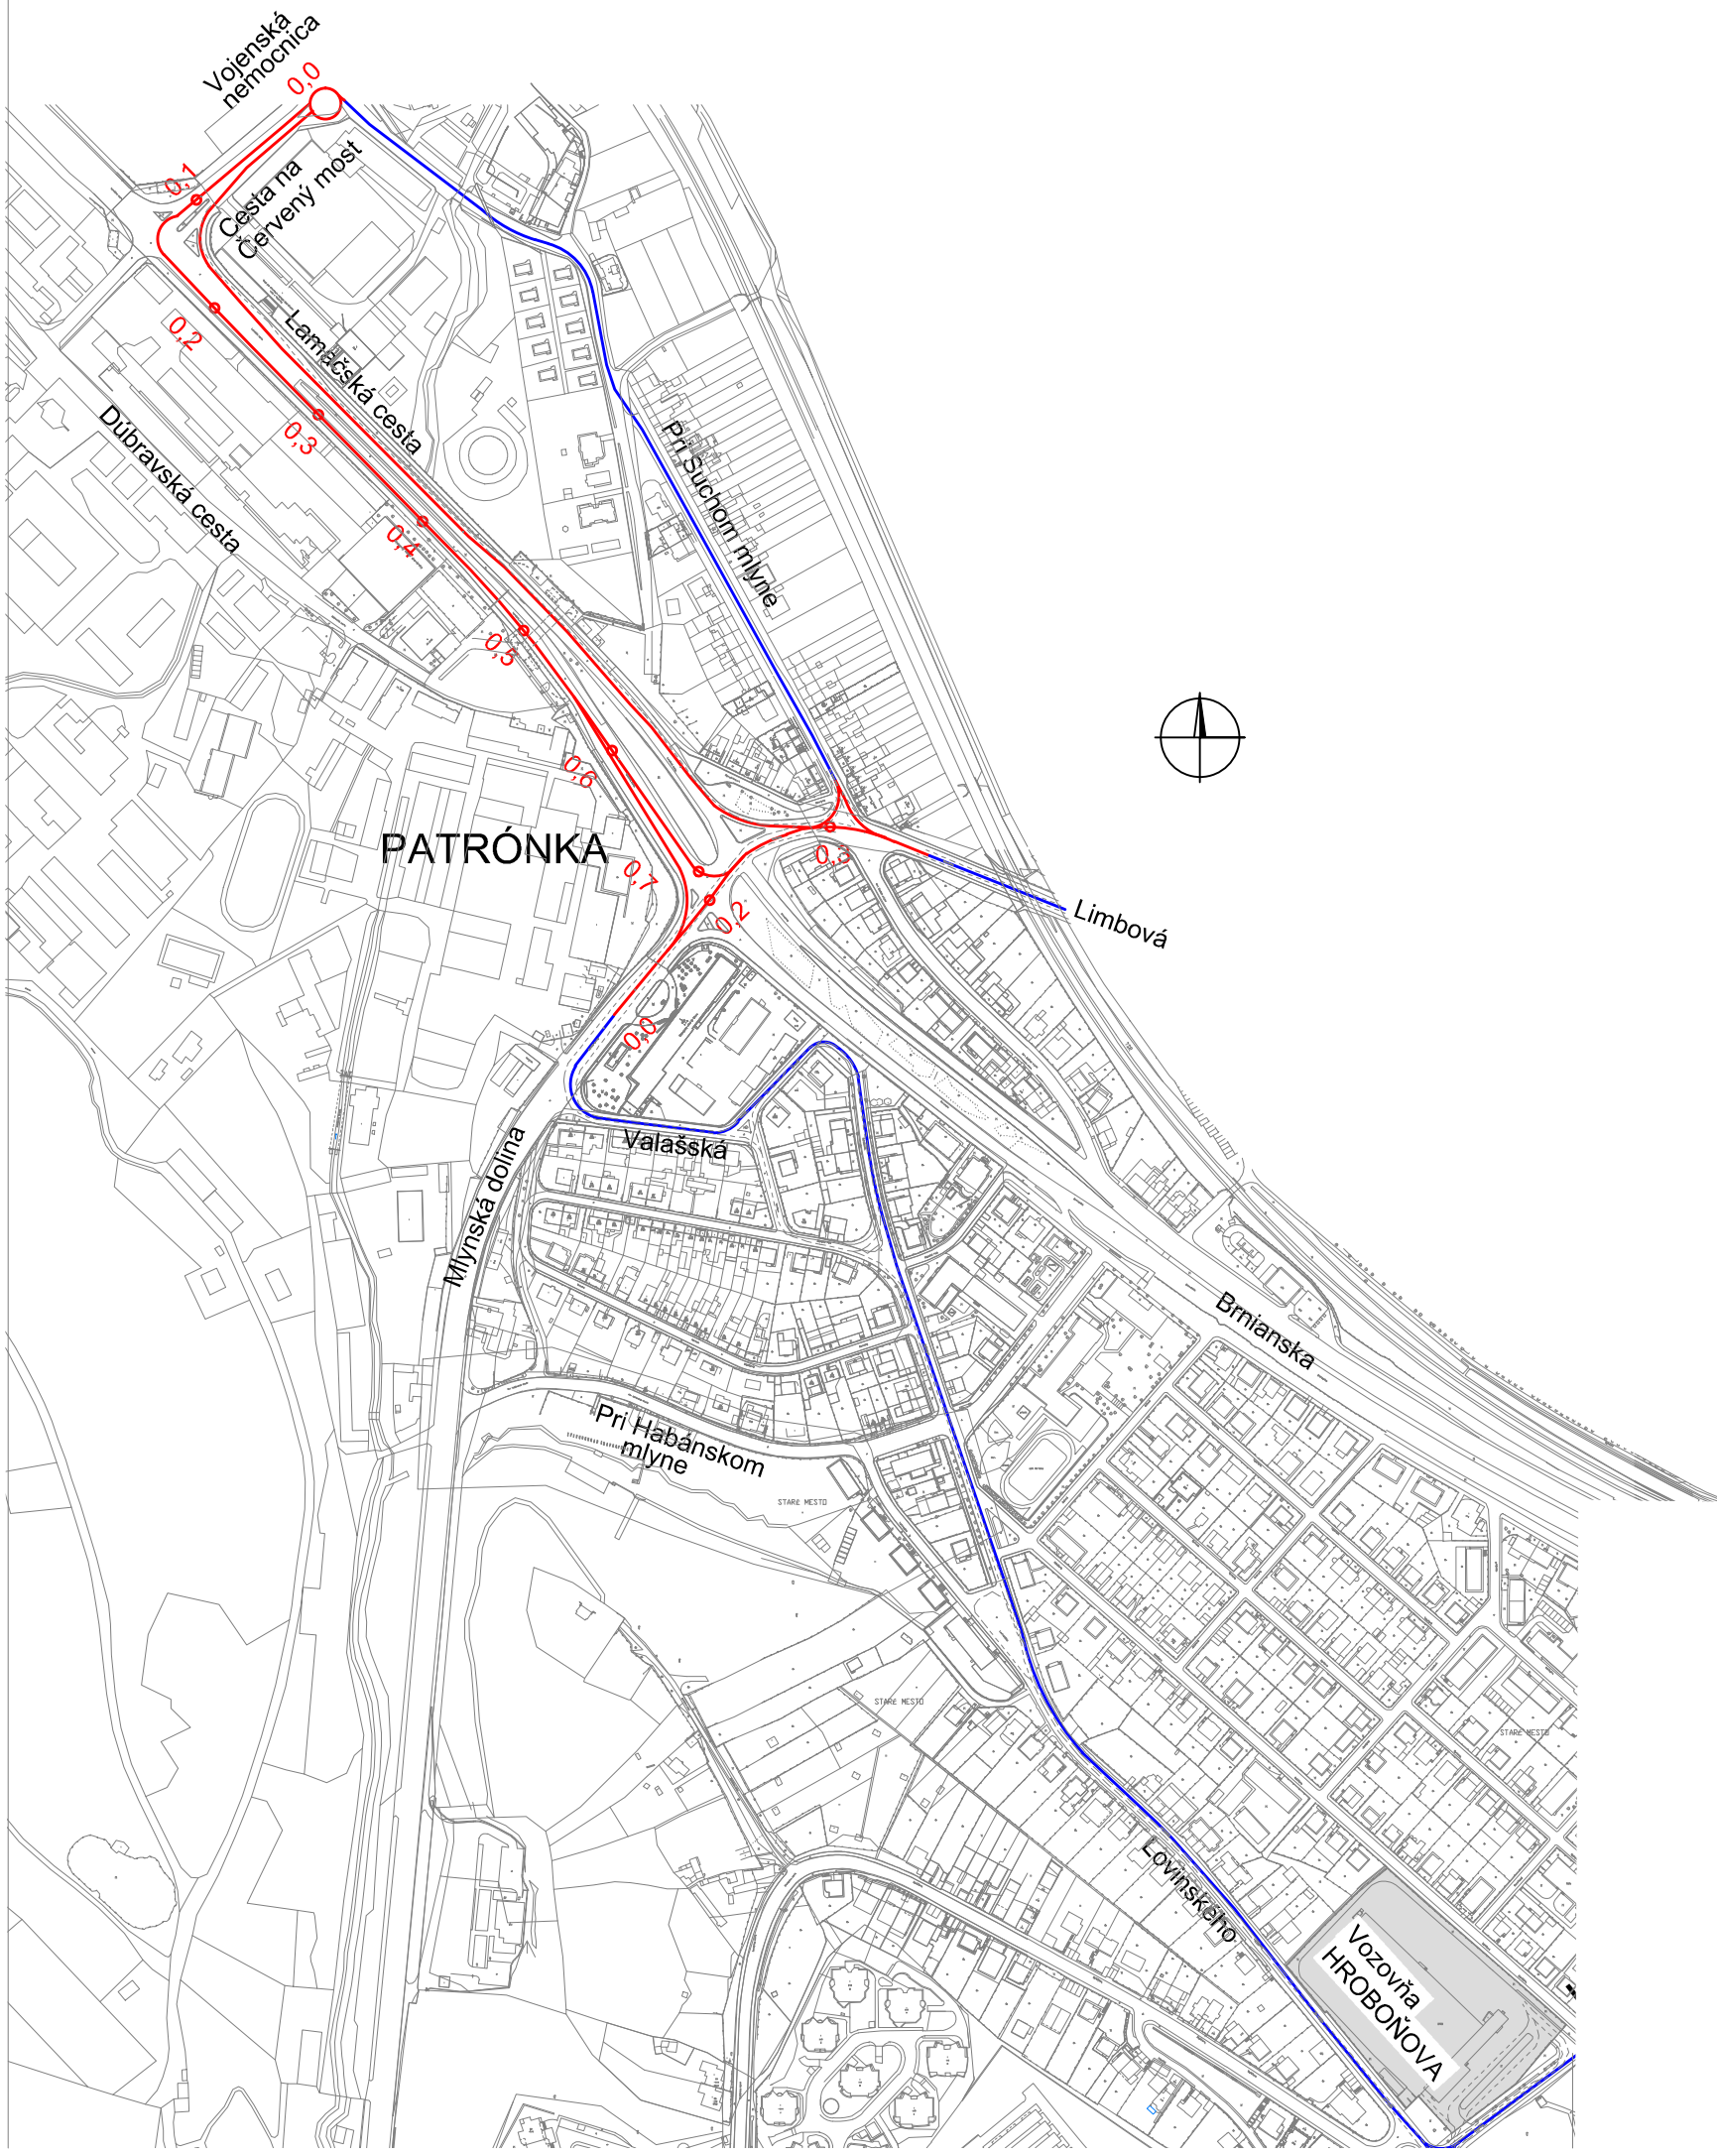 Vojenská
nemocnica
0,0
0,1
Cesta na
Červený most
0,2
Lamačská cesta
0,3
Dúbravská cesta
Pri Suchom mlyne
0,4
0,5
0,6
PATRÓNKA
0,3
0,7
0,2
Limbová
0,0
Valašská
Mlynská dolina
Brnianska
Pri Habánskom
mlyne
STARÉ MESTO
STARÉ MESTO
STARÉ MESTO
Lovinského
Vozovňa
HROBOŇOVA